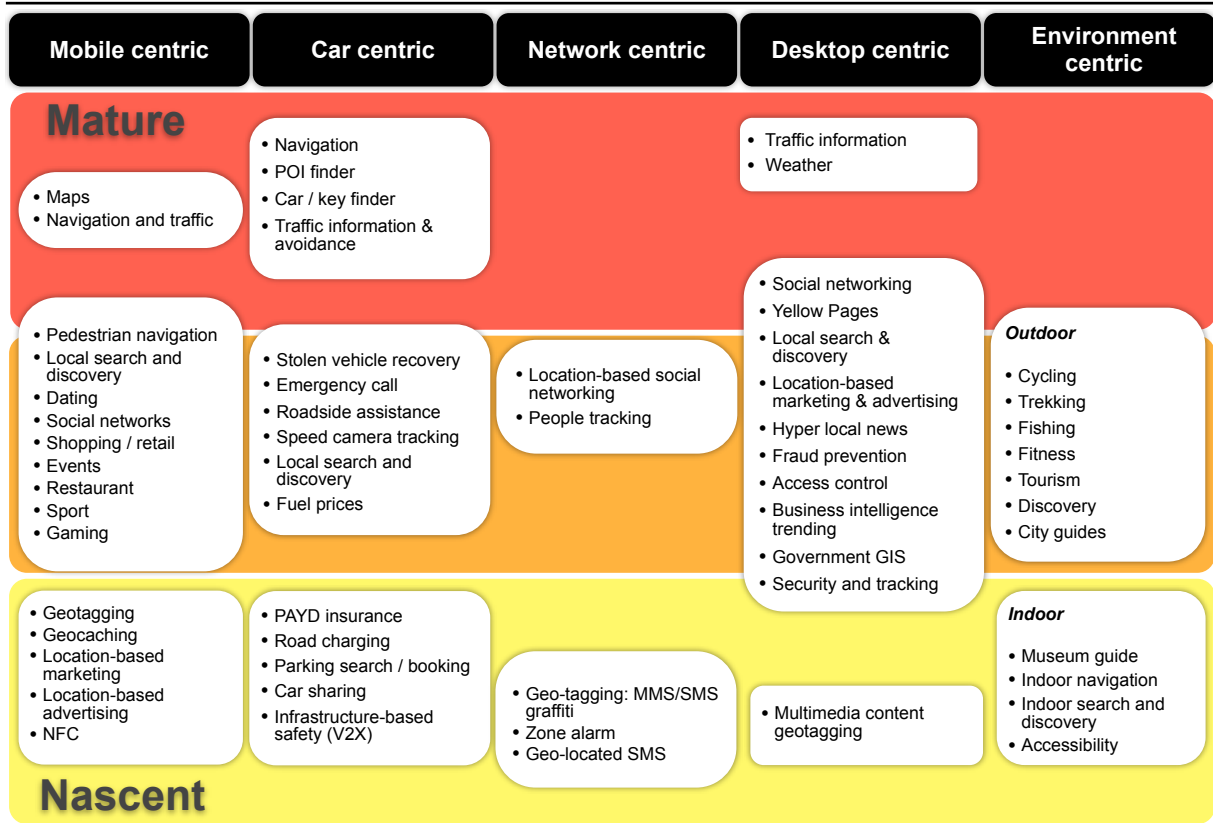 Mobile centric
Car centric
Network centric
Desktop centric
Environment
centric
Mature
• Maps
• Navigation and traffic
• Navigation
• POI finder
• Car / key finder
• Traffic information &
avoidance
• Traffic information
• Weather
• Pedestrian navigation
• Local search and
discovery
• Dating
• Social networks
• Shopping / retail
• Events
• Restaurant
• Sport
• Gaming
• Stolen vehicle recovery
• Emergency call
• Roadside assistance
• Speed camera tracking
• Local search and
discovery
• Fuel prices
• Location-based social
networking
• People tracking
• Social networking
• Yellow Pages
• Local search &
discovery
• Location-based
marketing & advertising
• Hyper local news
• Fraud prevention
• Access control
• Business intelligence
trending
• Government GIS
• Security and tracking
Outdoor
• Cycling
• Trekking
• Fishing
• Fitness
• Tourism
• Discovery
• City guides
• Geotagging
• Geocaching
• Location-based
marketing
• Location-based
advertising
• NFC
• PAYD insurance
• Road charging
• Parking search / booking
• Car sharing
• Infrastructure-based
safety (V2X)
• Geo-tagging: MMS/SMS
graffiti
• Zone alarm
• Geo-located SMS
• Multimedia content
geotagging
Indoor
• Museum guide
• Indoor navigation
• Indoor search and
discovery
• Accessibility
Nascent